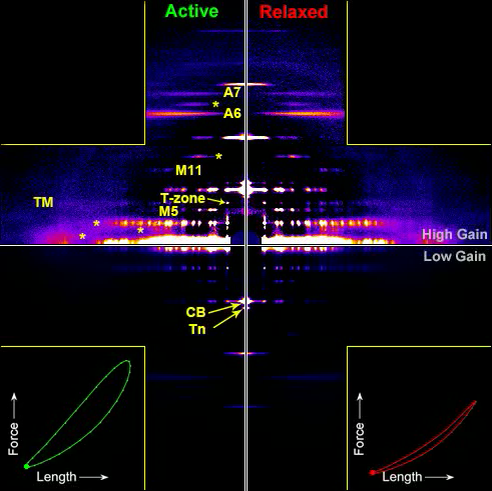 Active Relaxed
A7
*
A6
*
M11
TM
T-zone
M5
*
*
*
High Gain
Low Gain
CB
Tn
Force
Length
Force
Length